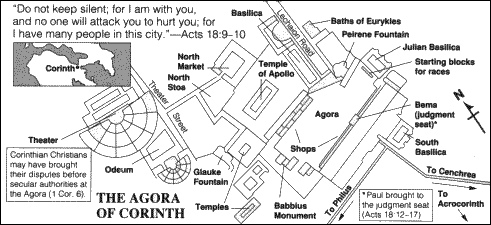 "Do not keep silent; for I am with you,
and no one will attack you to hurt you; for
I have many people in this city."—Acts 18:9–10
Corinth
Basilica
Lechaion Road
Baths of Eurykles
Peirene Fountain
Julian Basilica
Starting blocks
for races
North
Market
North
Stoa
Temple
of Apollo
Theater
Street
Agora
Bema
(judgment
seat)*
N
Shops
South
Basilica
Theater
Odeum
Corinthian Christians
may have brought
their disputes before
secular authorities at
the Agora (1 Cor. 6).
Glauke
Fountain
Temples
Babbius
Monument
THE AGORA
OF CORINTH
To Philus
* Paul brought to
the judgment seat
(Acts 18:12–17)
To Cenchrea
To
Acrocorinth